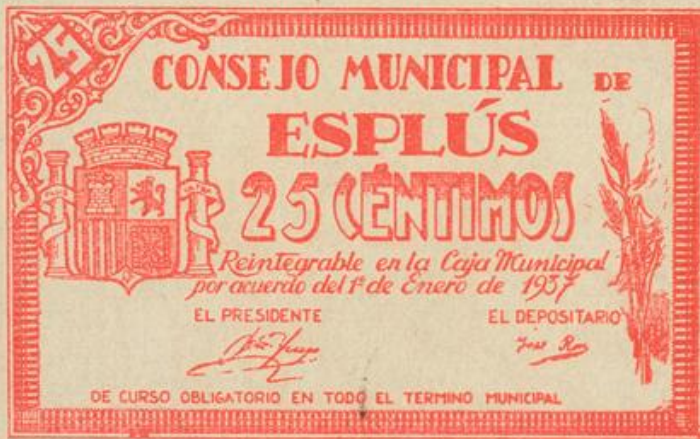 25
CONSEJO MUNICIPAL DE
ESPLÚS
25 CÉNTIMOS
Reintegrable en la Caja Municipal
por acuerdo del 1º de Enero de 1937
EL PRESIDENTE EL DEPOSITARIO
DE CURSO OBLIGATORIO EN TODO EL TERMINO MUNICIPAL